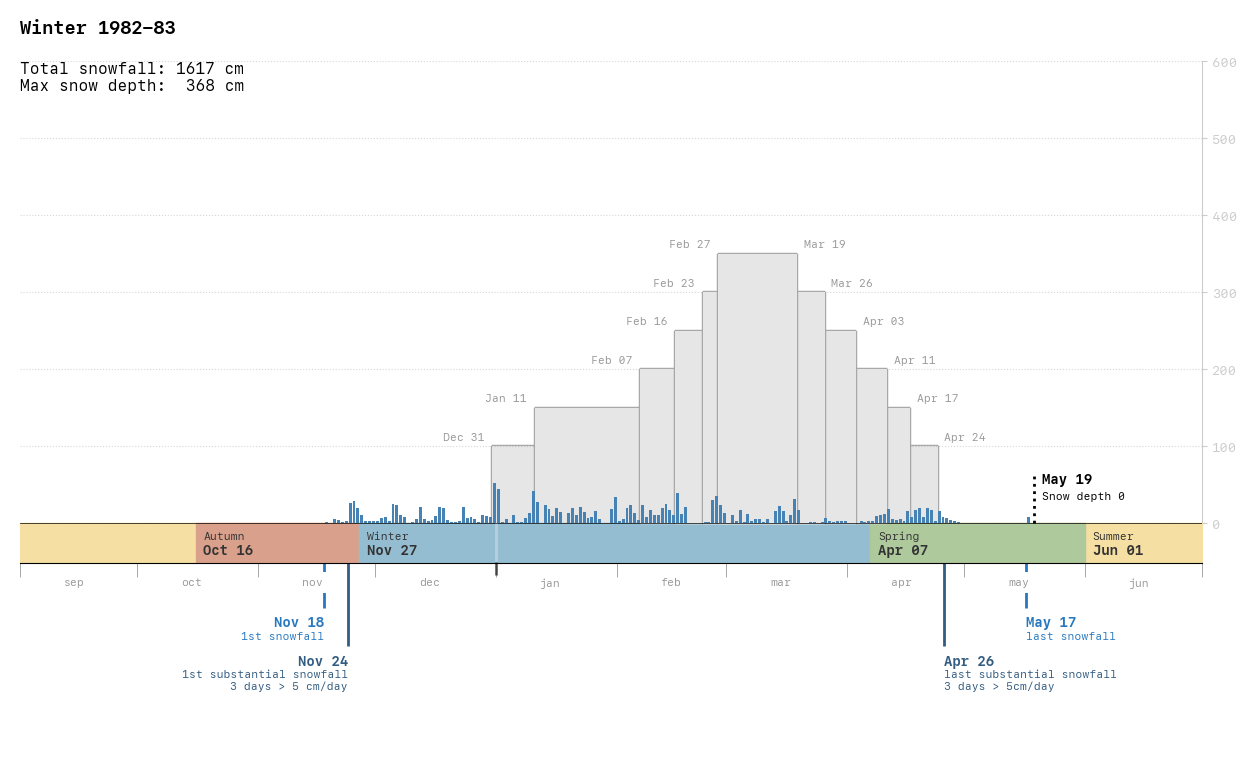 Winter 1982–83
Total snowfall: 1617 cm
Max snow depth:  368 cm
600
500
400
300
200
100
0
Feb 27
Mar 19
Feb 23
Mar 26
Feb 16
Apr 03
Feb 07
Apr 11
Jan 11
Apr 17
Dec 31
Apr 24
May 19
Snow depth 0
Autumn
Oct 16
Winter
Nov 27
Spring
Apr 07
Summer
Jun 01
sep oct nov dec jan feb mar apr may jun
Nov 18
1st snowfall
May 17
last snowfall
Nov 24
1st substantial snowfall
3 days > 5 cm/day
Apr 26
last substantial snowfall
3 days > 5cm/day